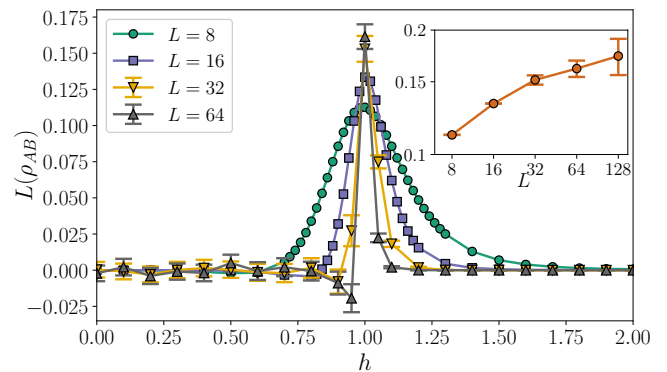 0.175
0.150
0.125
0.100
0.075
0.050
0.025
0.000
−0.025
L(ρ_AB)
L = 8
L = 16
L = 32
L = 64
0.2
0.15
0.1
8 16 32 64 128
L
0.00 0.25 0.50 0.75 1.00 1.25 1.50 1.75 2.00
h